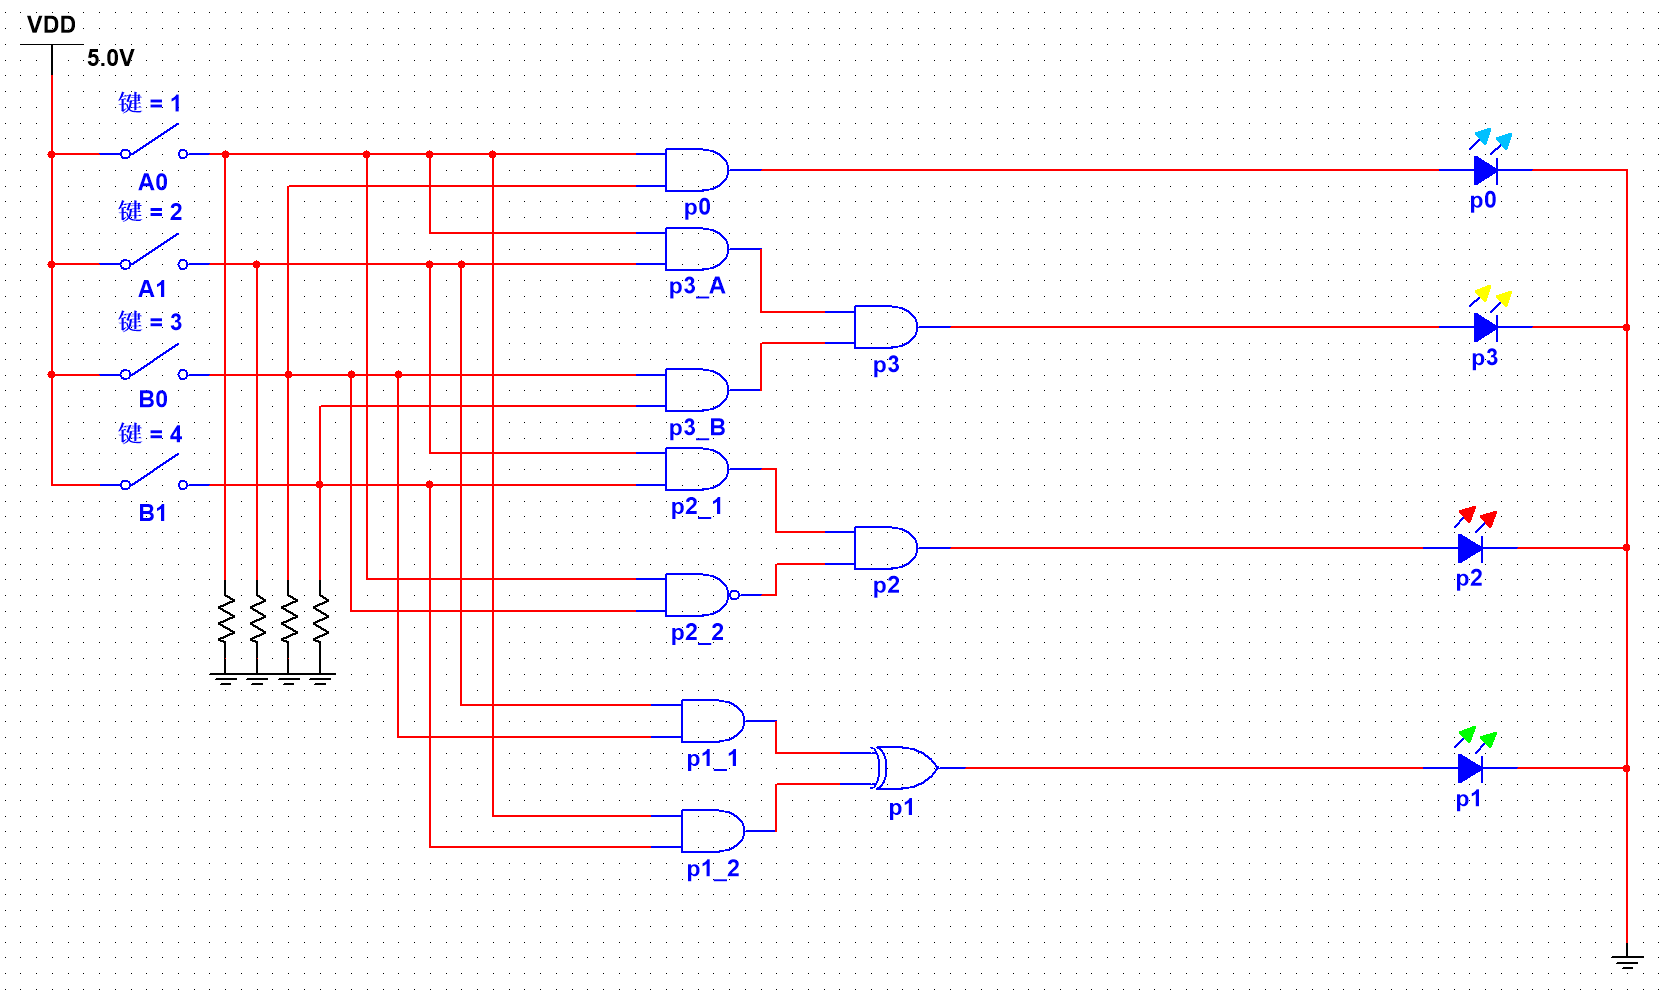 VDD
5.0V
键 = 1
A0
键 = 2
A1
键 = 3
B0
键 = 4
B1
p0
p3_A
p3_B
p3
p2_1
p2_2
p2
p1_1
p1_2
p1
p0
p3
p2
p1